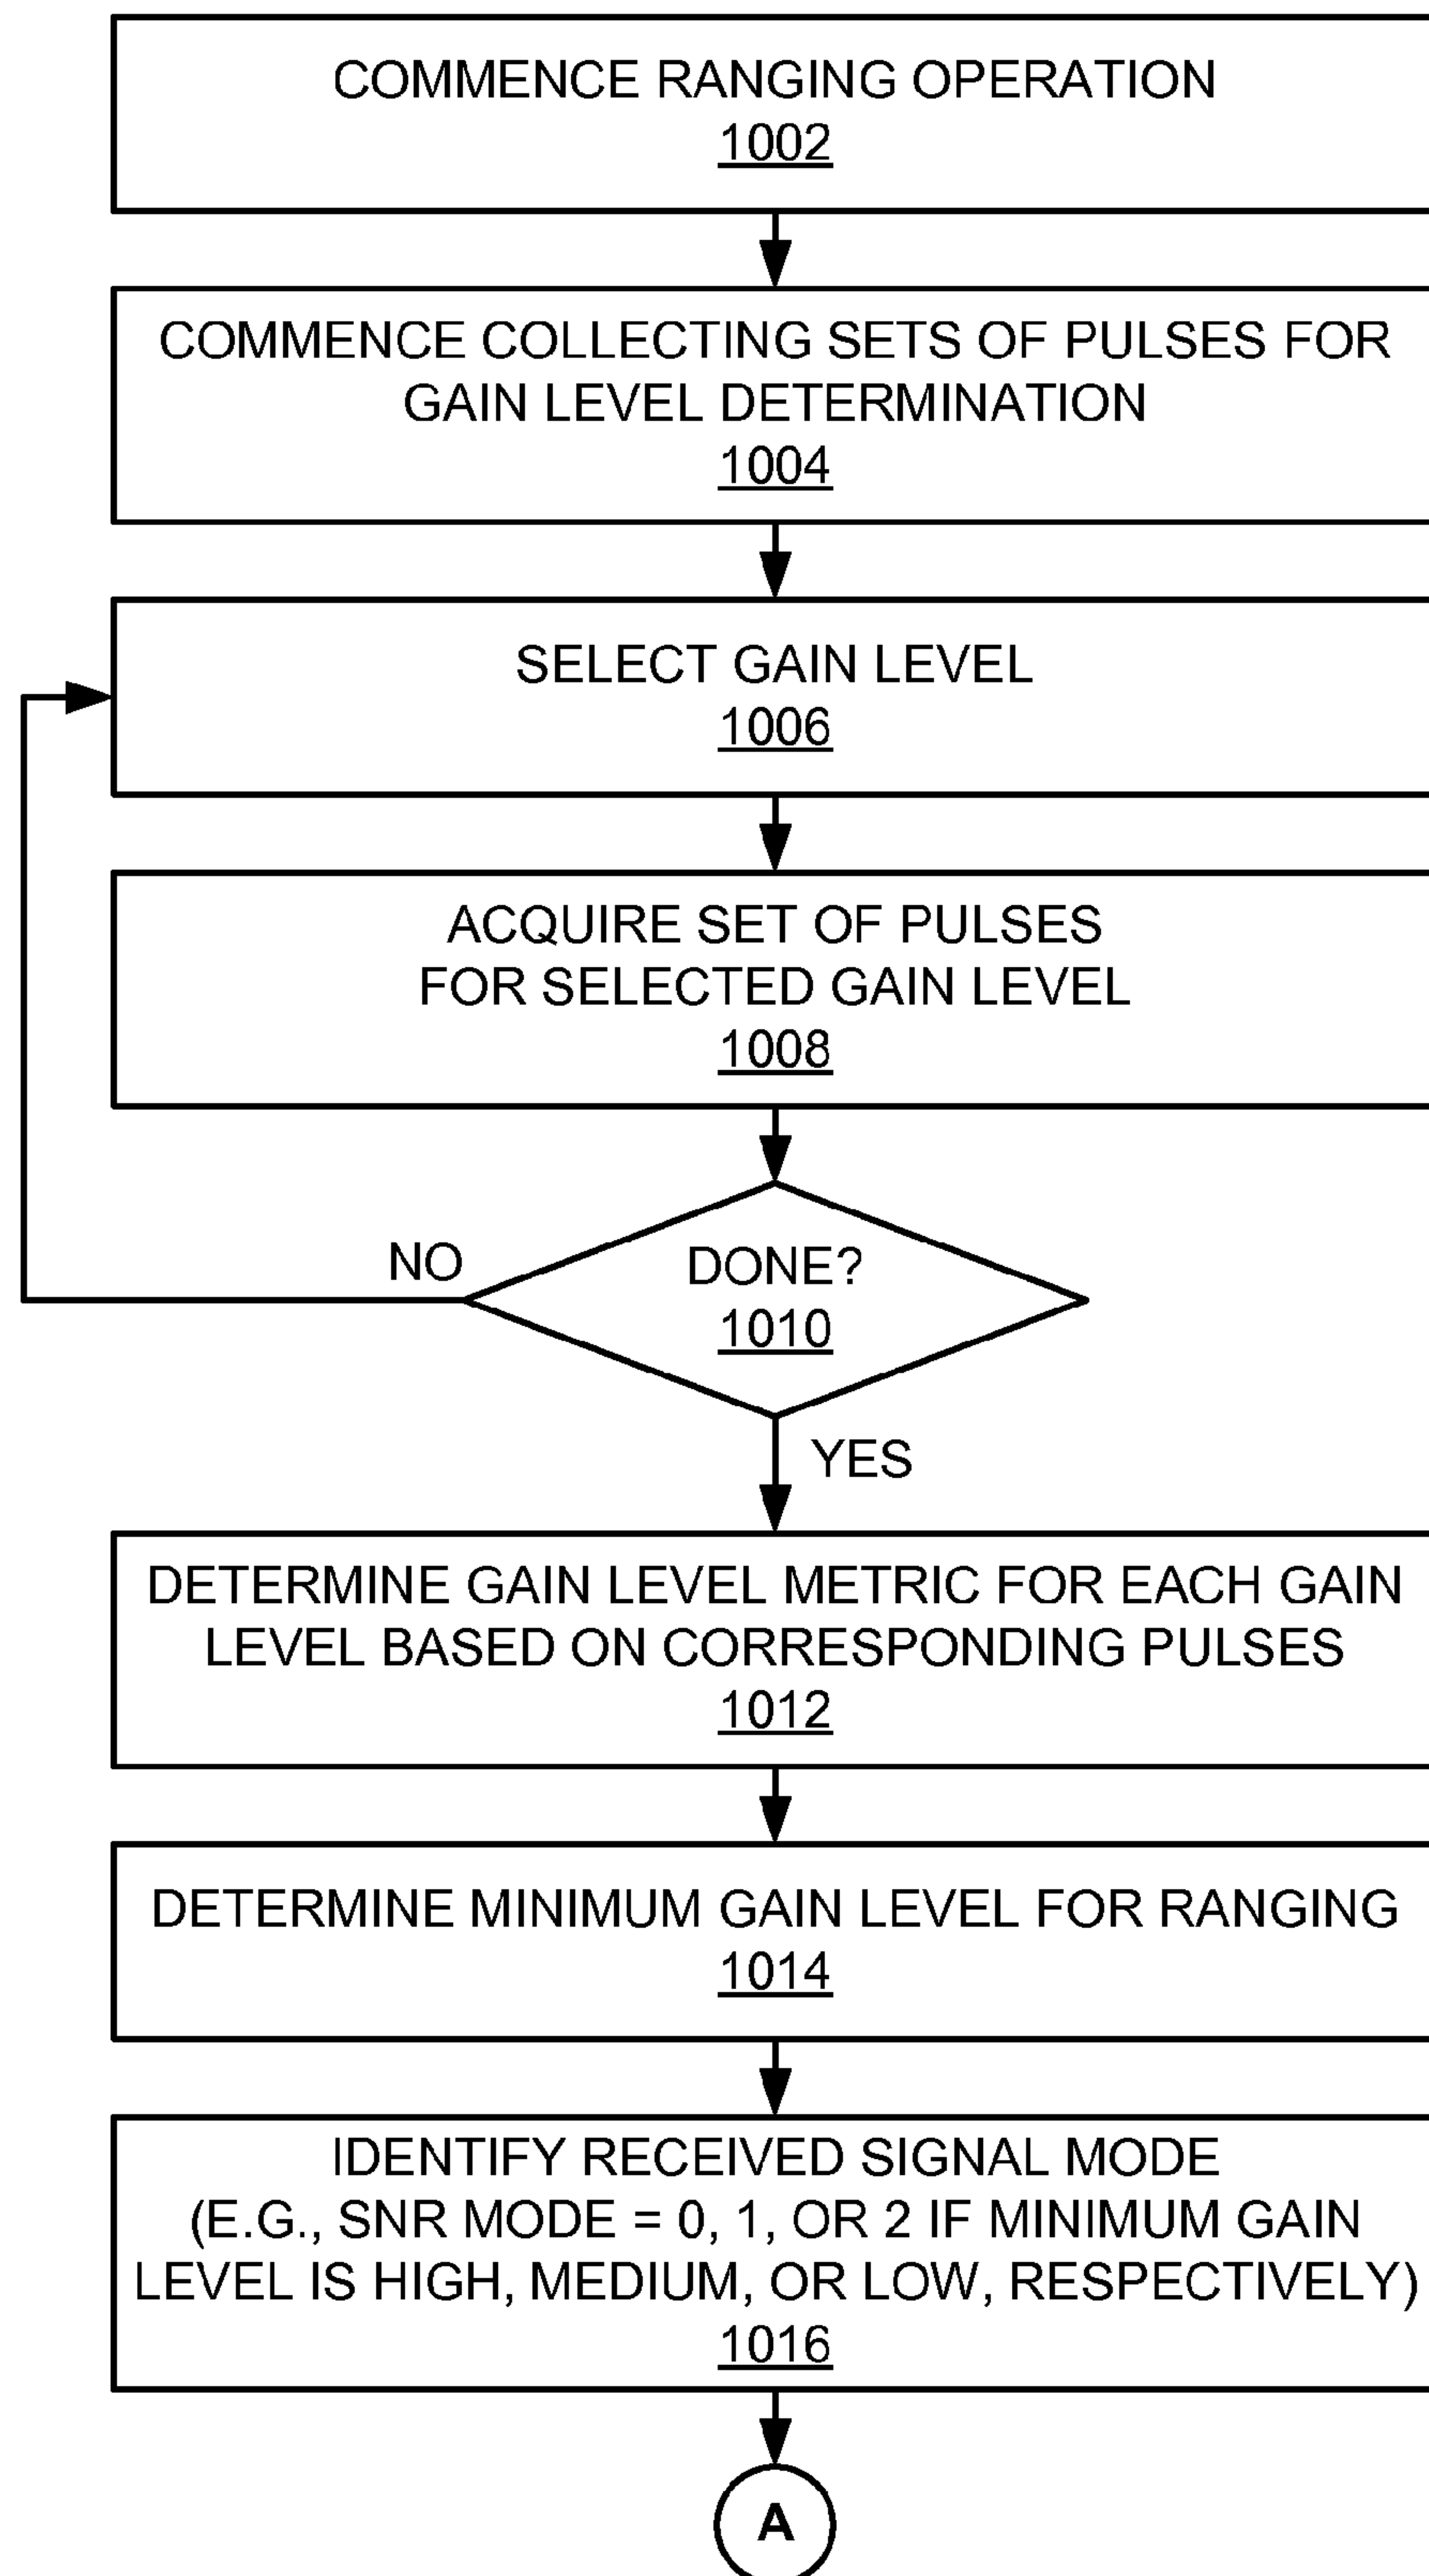 COMMENCE RANGING OPERATION
1002
COMMENCE COLLECTING SETS OF PULSES FOR
GAIN LEVEL DETERMINATION
1004
SELECT GAIN LEVEL
1006
ACQUIRE SET OF PULSES
FOR SELECTED GAIN LEVEL
1008
NO
DONE?
1010
YES
DETERMINE GAIN LEVEL METRIC FOR EACH GAIN
LEVEL BASED ON CORRESPONDING PULSES
1012
DETERMINE MINIMUM GAIN LEVEL FOR RANGING
1014
IDENTIFY RECEIVED SIGNAL MODE
(E.G., SNR MODE = 0, 1, OR 2 IF MINIMUM GAIN
LEVEL IS HIGH, MEDIUM, OR LOW, RESPECTIVELY)
1016
A